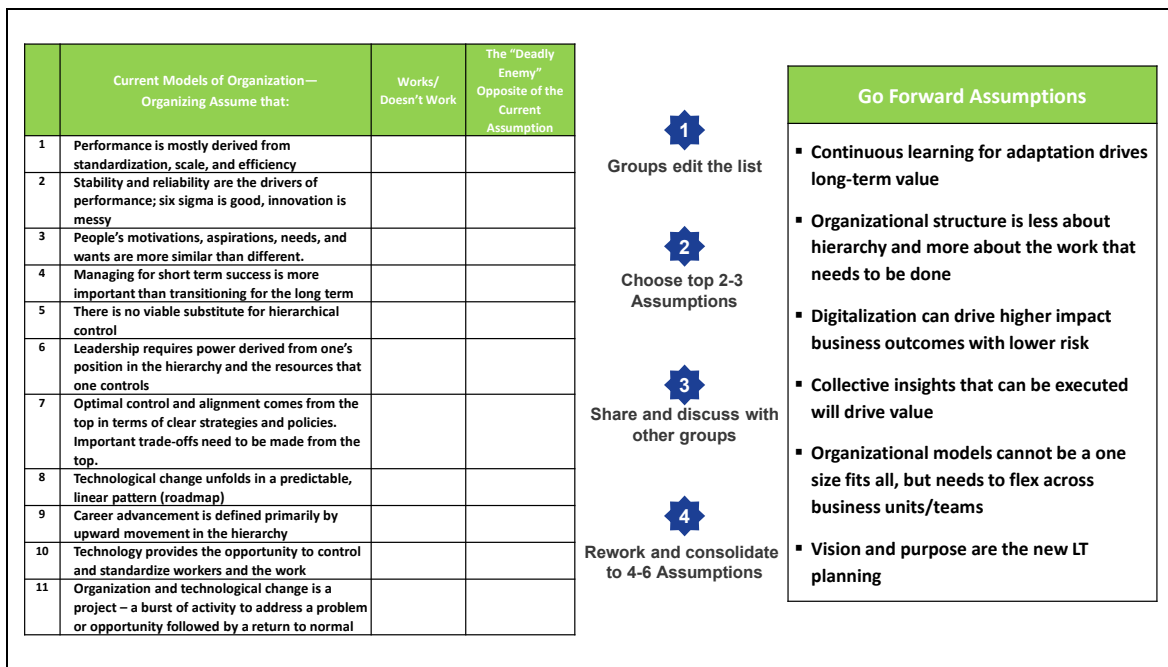 Current Models of Organization—
Organizing Assume that:
Works/
Doesn't Work
The "Deadly
Enemy"
Opposite of the
Current
Assumption
1
Performance is mostly derived from
standardization, scale, and efficiency
2
Stability and reliability are the drivers of
performance; six sigma is good, innovation is
messy
3
People's motivations, aspirations, needs, and
wants are more similar than different.
4
Managing for short term success is more
important than transitioning for the long term
5
There is no viable substitute for hierarchical
control
6
Leadership requires power derived from one's
position in the hierarchy and the resources that
one controls
7
Optimal control and alignment comes from the
top in terms of clear strategies and policies.
Important trade-offs need to be made from the
top.
8
Technological change unfolds in a predictable,
linear pattern (roadmap)
9
Career advancement is defined primarily by
upward movement in the hierarchy
10
Technology provides the opportunity to control
and standardize workers and the work
11
Organization and technological change is a
project – a burst of activity to address a problem
or opportunity followed by a return to normal
1
Groups edit the list
2
Choose top 2-3
Assumptions
3
Share and discuss with
other groups
4
Rework and consolidate
to 4-6 Assumptions
Go Forward Assumptions
▪ Continuous learning for adaptation drives
long-term value
▪ Organizational structure is less about
hierarchy and more about the work that
needs to be done
▪ Digitalization can drive higher impact
business outcomes with lower risk
▪ Collective insights that can be executed
will drive value
▪ Organizational models cannot be a one
size fits all, but needs to flex across
business units/teams
▪ Vision and purpose are the new LT
planning